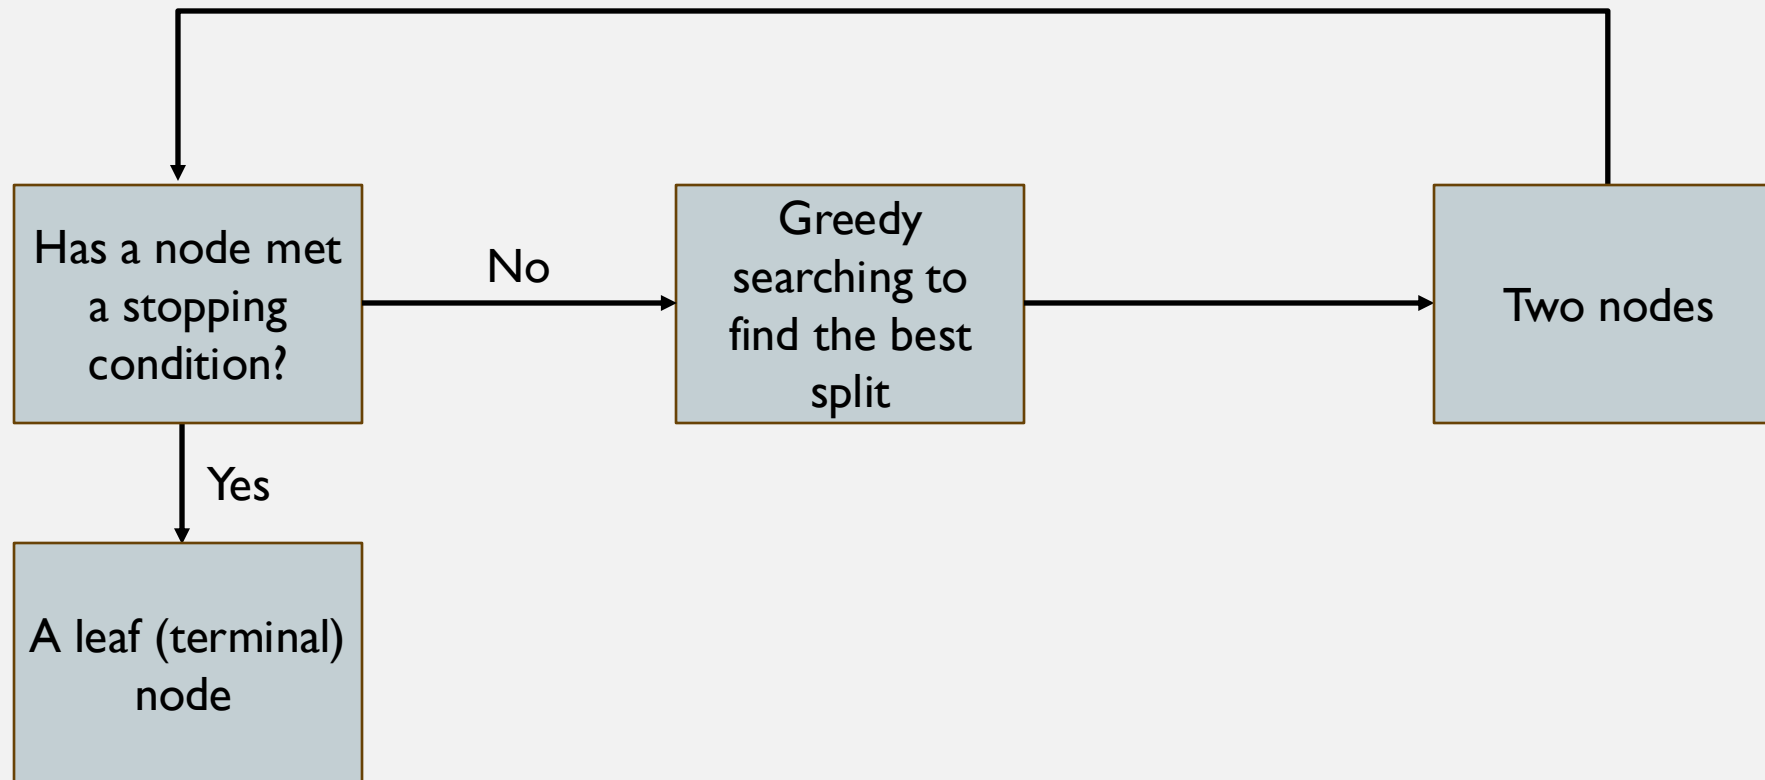 Has a node met
a stopping
condition?
No
Greedy
searching to
find the best
split
Two nodes
Yes
A leaf (terminal)
node